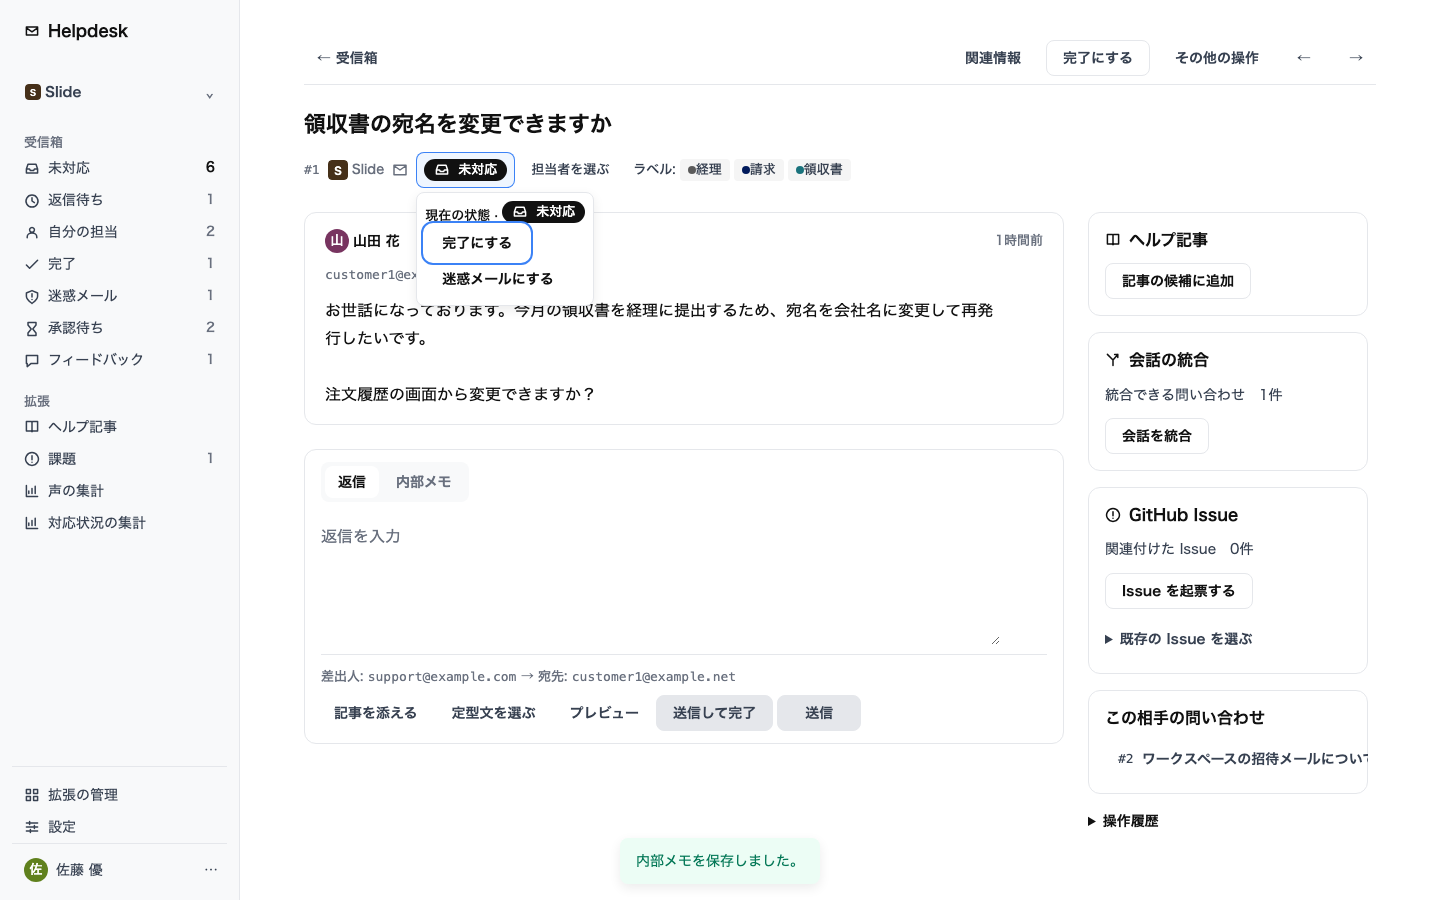 Helpdesk
S Slide
受信箱
未対応 6
返信待ち 1
自分の担当 2
完了 1
迷惑メール 1
承認待ち 2
フィードバック 1
拡張
ヘルプ記事
課題 1
声の集計
対応状況の集計
拡張の管理
設定
佐 佐藤 優 …
← 受信箱
関連情報 完了にする その他の操作 ← →
領収書の宛名を変更できますか
#1 S Slide 未対応 担当者を選ぶ ラベル: 経理 請求 領収書
現在の状態 · 未対応
完了にする
迷惑メールにする
山 山田 花 1時間前
customer1@ex
お世話になっております。今月の領収書を経理に提出するため、宛名を会社名に変更して再発
行したいです。
注文履歴の画面から変更できますか？
返信 内部メモ
返信を入力
差出人: support@example.com → 宛先: customer1@example.net
記事を添える 定型文を選ぶ プレビュー 送信して完了 送信
ヘルプ記事
記事の候補に追加
会話の統合
統合できる問い合わせ 1件
会話を統合
GitHub Issue
関連付けた Issue 0件
Issue を起票する
▶ 既存の Issue を選ぶ
この相手の問い合わせ
#2 ワークスペースの招待メールについ
▶ 操作履歴
内部メモを保存しました。